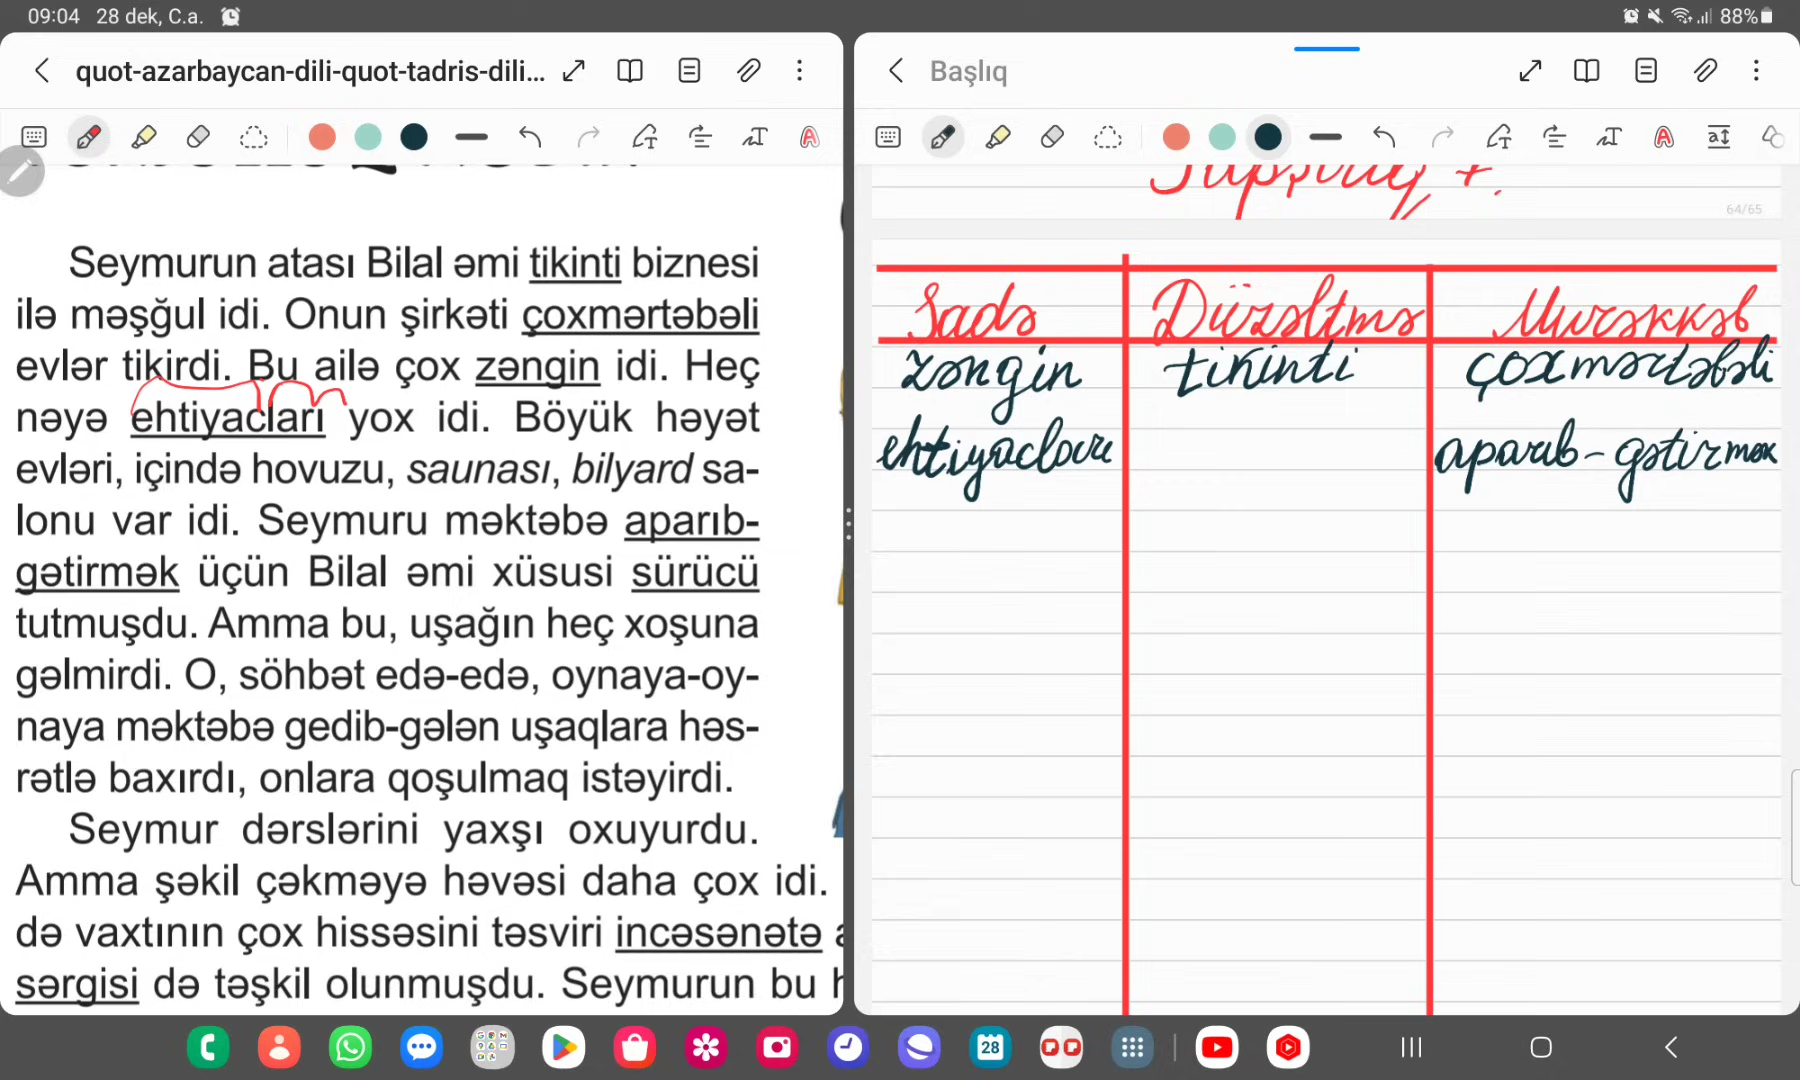 09:04 28 dek, C.a. 88%
quot-azarbaycan-dili-quot-tadris-dili...
Seymurun atası Bilal əmi tikinti biznesi
ilə məşğul idi. Onun şirkəti çoxmərtəbəli
evlər tikirdi. Bu ailə çox zəngin idi. Heç
nəyə ehtiyacları yox idi. Böyük həyət
evləri, içində hovuzu, saunası, bilyard sa-
lonu var idi. Seymuru məktəbə aparıb-
gətirmək üçün Bilal əmi xüsusi sürücü
tutmuşdu. Amma bu, uşağın heç xoşuna
gəlmirdi. O, söhbət edə-edə, oynaya-oy-
naya məktəbə gedib-gələn uşaqlara həs-
rətlə baxırdı, onlara qoşulmaq istəyirdi.
Seymur dərslərini yaxşı oxuyurdu.
Amma şəkil çəkməyə həvəsi daha çox idi.
də vaxtının çox hissəsini təsviri incəsənətə
sərgisi də təşkil olunmuşdu. Seymurun bu
Başlıq
64/65
Sadə Düzəltmə Murəkkəb
zəngin tikinti çoxmərtəbəli
ehtiyacları aparıb-gətirmək
28